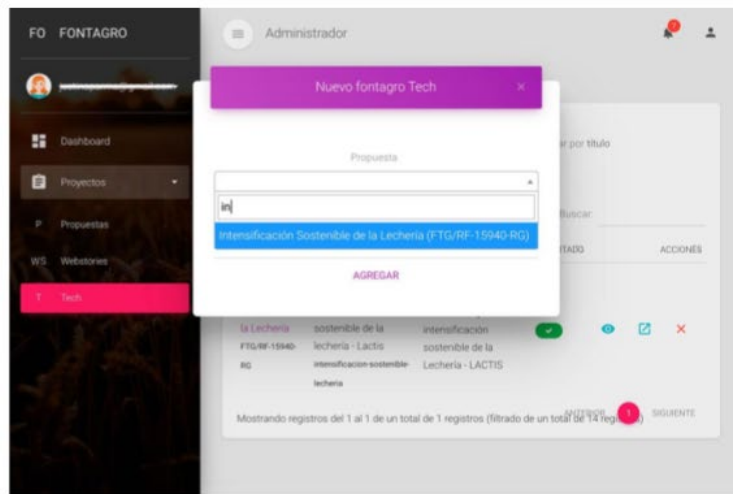 FO FONTAGRO
Administrador
7
Nuevo fontagro Tech ×
Dashboard
Proyectos
P Propuestas
WS Webstories
T Tech
Propuesta
in
Intensificación Sostenible de la Lechería (FTG/RF-15940-RG)
AGREGAR
por título
Buscar
ACCIONES
la Lechería
FTG/RF-15940-
RG
sostenible de la
lechería - Lactis
intensificacion-sostenible-
lecheria
intensificación
sostenible de la
Lechería - LACTIS
Mostrando registros del 1 al 1 de un total de 1 registros (filtrado de un total de 14 registros)
ANTERIOR 1 SIGUIENTE